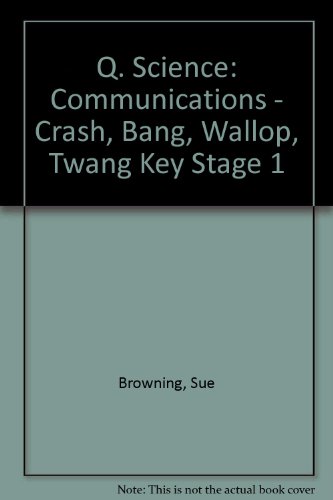 Q. Science:
Communications -
Crash, Bang, Wallop,
Twang Key Stage 1
Browning, Sue
Note: This is not the actual book cover